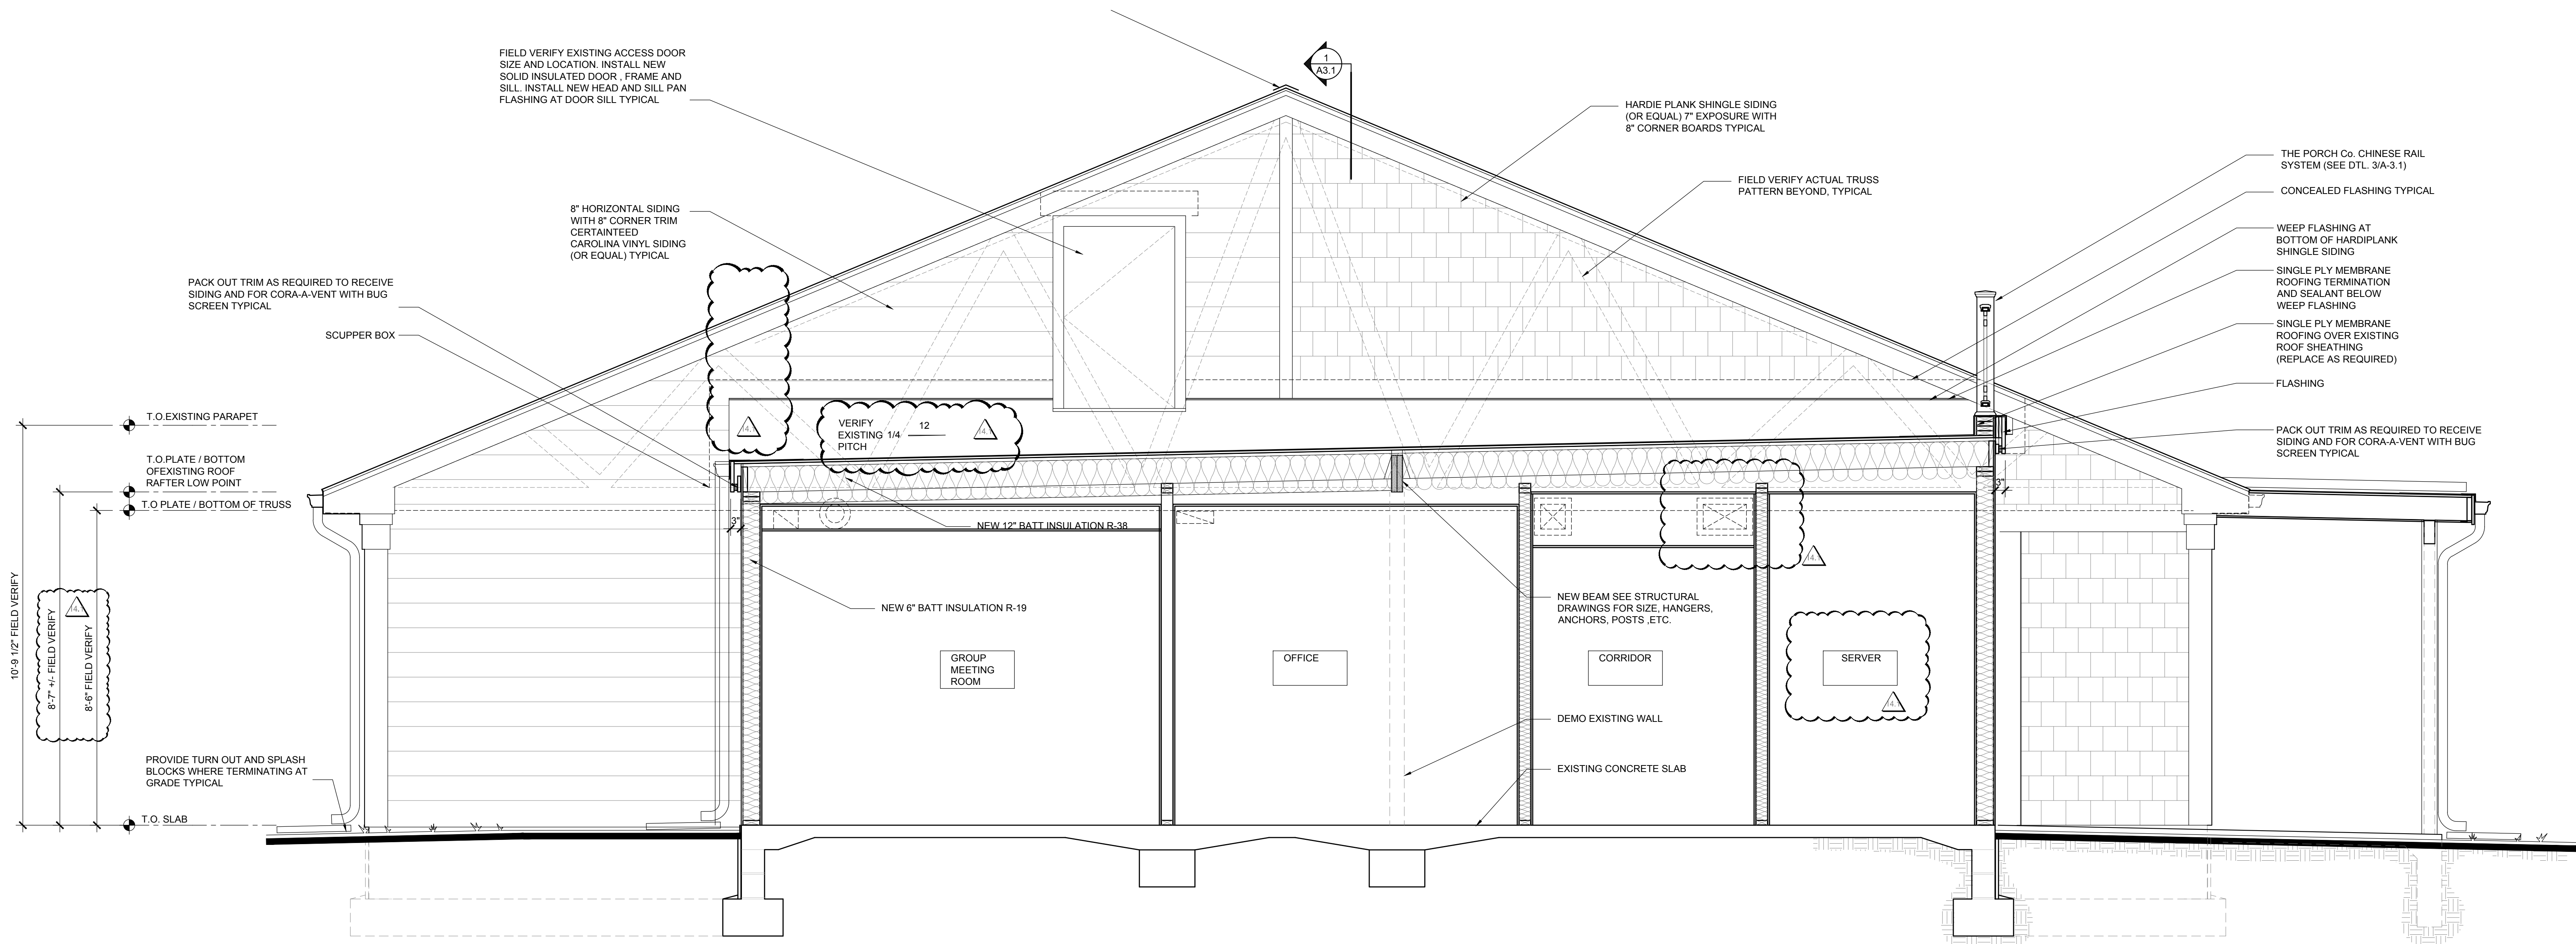 FIELD VERIFY EXISTING ACCESS DOOR
SIZE AND LOCATION. INSTALL NEW
SOLID INSULATED DOOR , FRAME AND
SILL. INSTALL NEW HEAD AND SILL PAN
FLASHING AT DOOR SILL TYPICAL
1
A3.1
HARDIE PLANK SHINGLE SIDING
(OR EQUAL) 7" EXPOSURE WITH
8" CORNER BOARDS TYPICAL
THE PORCH Co. CHINESE RAIL
SYSTEM (SEE DTL. 3/A-3.1)
FIELD VERIFY ACTUAL TRUSS
PATTERN BEYOND, TYPICAL
CONCEALED FLASHING TYPICAL
8" HORIZONTAL SIDING
WITH 8" CORNER TRIM
CERTAINTEED
CAROLINA VINYL SIDING
(OR EQUAL) TYPICAL
WEEP FLASHING AT
BOTTOM OF HARDIPLANK
SHINGLE SIDING
SINGLE PLY MEMBRANE
ROOFING TERMINATION
AND SEALANT BELOW
WEEP FLASHING
PACK OUT TRIM AS REQUIRED TO RECEIVE
SIDING AND FOR CORA-A-VENT WITH BUG
SCREEN TYPICAL
SCUPPER BOX
SINGLE PLY MEMBRANE
ROOFING OVER EXISTING
ROOF SHEATHING
(REPLACE AS REQUIRED)
FLASHING
T.O.EXISTING PARAPET
VERIFY
EXISTING
PITCH
1/4
12
PACK OUT TRIM AS REQUIRED TO RECEIVE
SIDING AND FOR CORA-A-VENT WITH BUG
SCREEN TYPICAL
T.O.PLATE / BOTTOM
OFEXISTING ROOF
RAFTER LOW POINT
T.O PLATE / BOTTOM OF TRUSS
3"
3"
NEW 12" BATT INSULATION R-38
10'-9 1/2" FIELD VERIFY
8'-7" +/- FIELD VERIFY
8'-6" FIELD VERIFY
NEW 6" BATT INSULATION R-19
NEW BEAM SEE STRUCTURAL
DRAWINGS FOR SIZE, HANGERS,
ANCHORS, POSTS ,ETC.
GROUP
MEETING
ROOM
OFFICE
CORRIDOR
SERVER
DEMO EXISTING WALL
EXISTING CONCRETE SLAB
PROVIDE TURN OUT AND SPLASH
BLOCKS WHERE TERMINATING AT
GRADE TYPICAL
T.O. SLAB